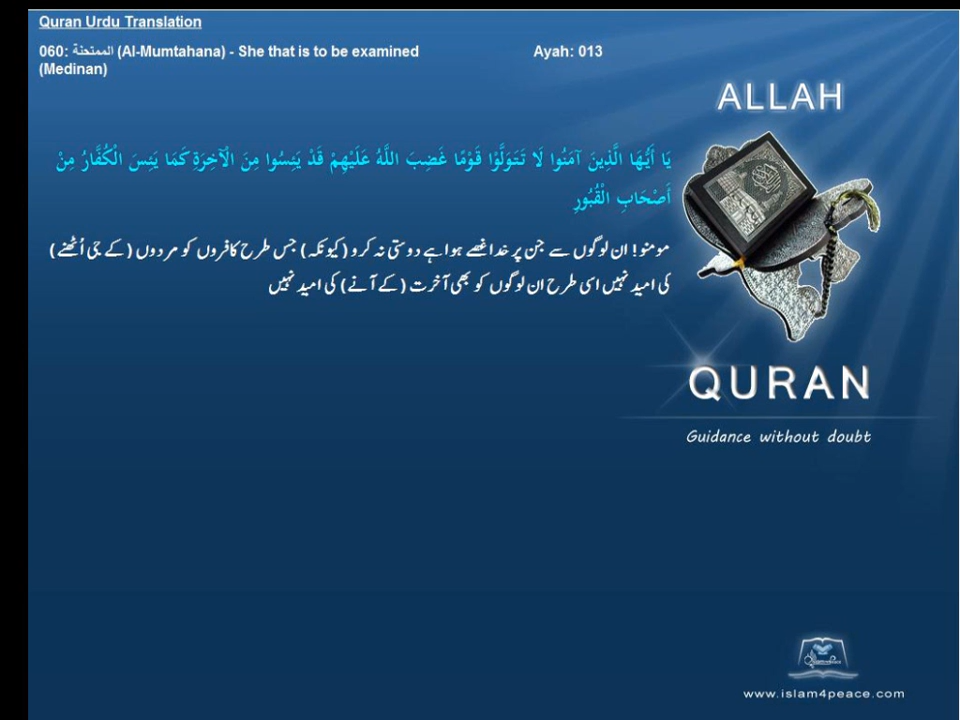 Quran Urdu Translation
060: الممتحنة (Al-Mumtahana) - She that is to be examined
(Medinan)
Ayah: 013
ALLAH
يَا أَيُّهَا الَّذِينَ آمَنُوا لَا تَتَوَلَّوْا قَوْمًا غَضِبَ اللَّهُ عَلَيْهِمْ قَدْ يَئِسُوا مِنَ الْآخِرَةِ كَمَا يَئِسَ الْكُفَّارُ مِنْ
أَصْحَابِ الْقُبُورِ
مومنو! ان لوگوں سے جن پر خدا غصے ہوا ہے دوستی نہ کرو (کیونکہ) جس طرح کافروں کو مردوں (کے جی اُٹھنے)
کی امید نہیں اسی طرح ان لوگوں کو بھی آخرت (کے آنے) کی امید نہیں
QURAN
Guidance without doubt
www.islam4peace.com